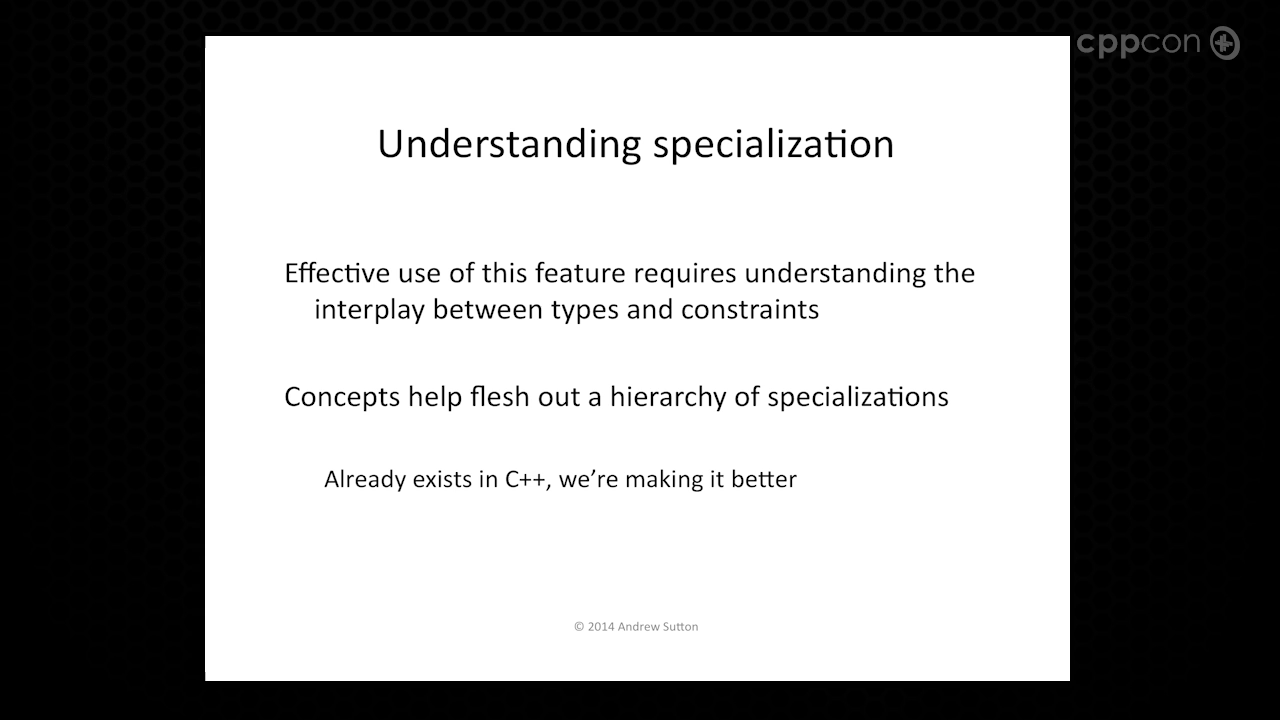 cppcon
Understanding specialization
Effective use of this feature requires understanding the
interplay between types and constraints
Concepts help flesh out a hierarchy of specializations
Already exists in C++, we’re making it better
© 2014 Andrew Sutton